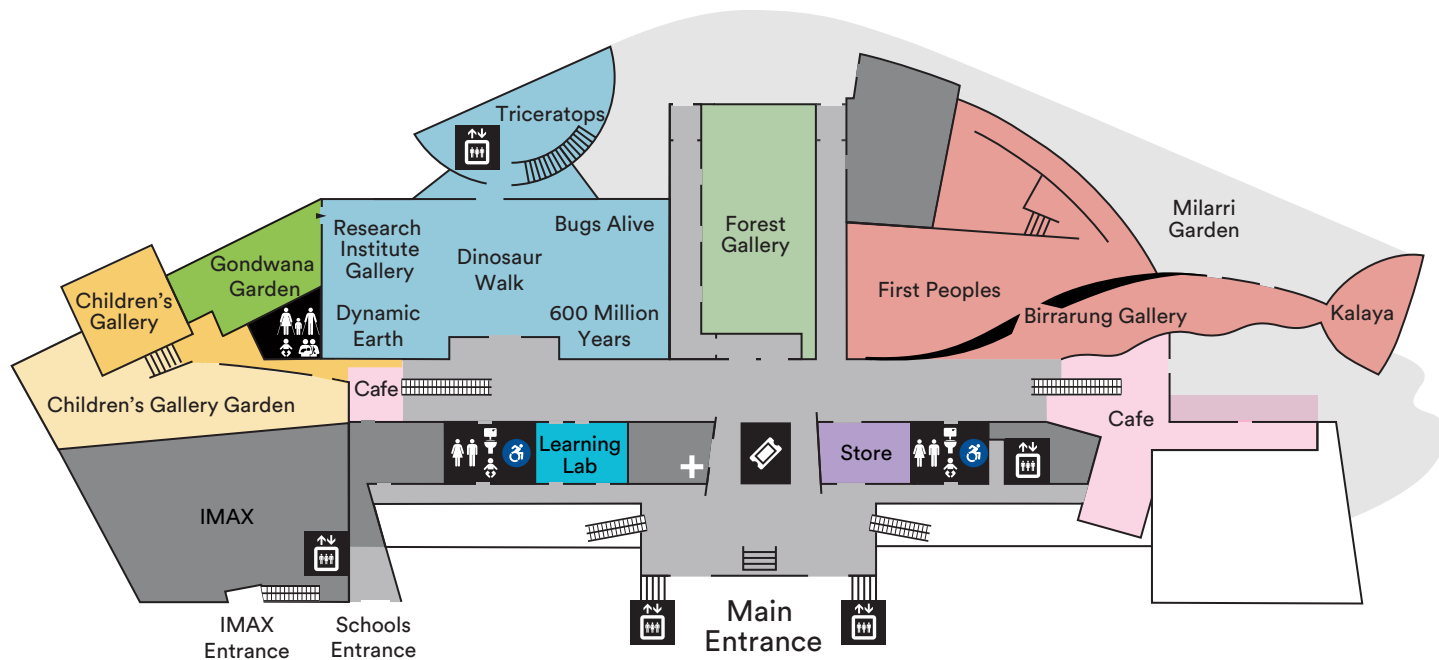 Triceratops
Bugs Alive
Research
Institute
Gallery
Dinosaur
Walk
Forest
Gallery
Milarri
Garden
Gondwana
Garden
Children's
Gallery
Dynamic
Earth
600 Million
Years
First Peoples
Birrarung Gallery
Kalaya
Cafe
Children's Gallery Garden
Cafe
Learning
Lab
Store
IMAX
IMAX
Entrance
Schools
Entrance
Main
Entrance